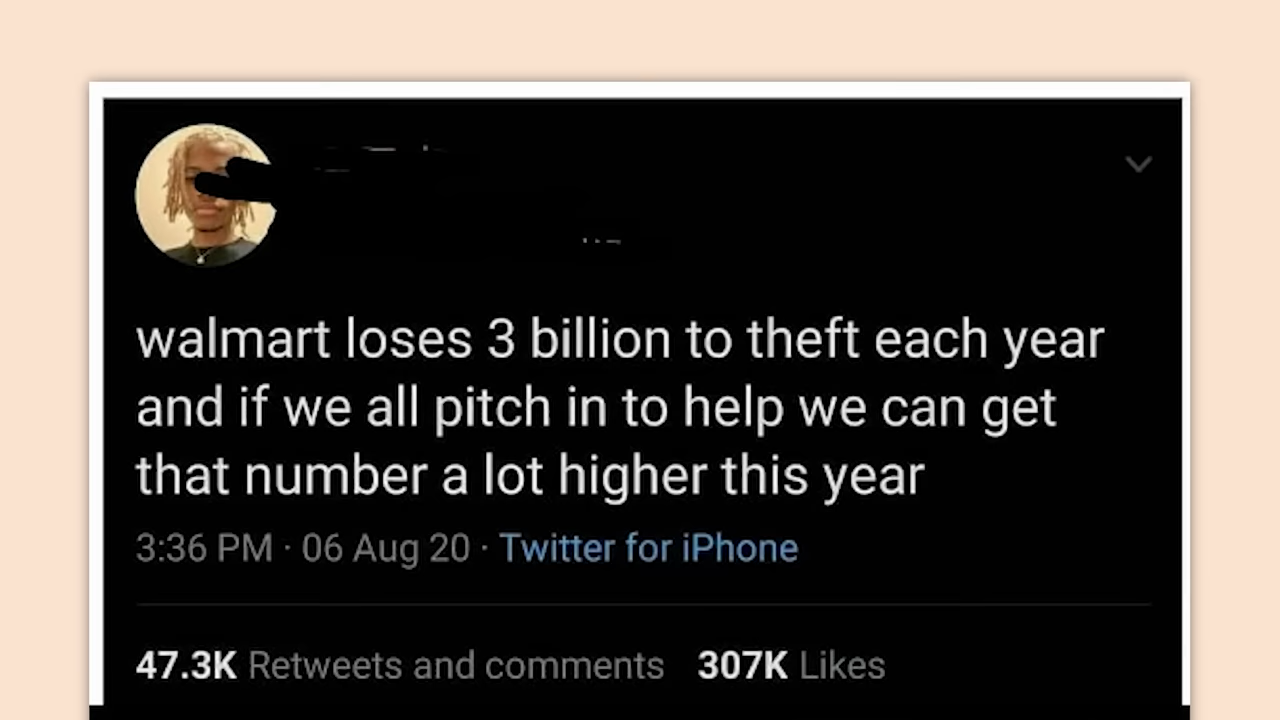 walmart loses 3 billion to theft each year
and if we all pitch in to help we can get
that number a lot higher this year
3:36 PM · 06 Aug 20 · Twitter for iPhone
47.3K Retweets and comments 307K Likes